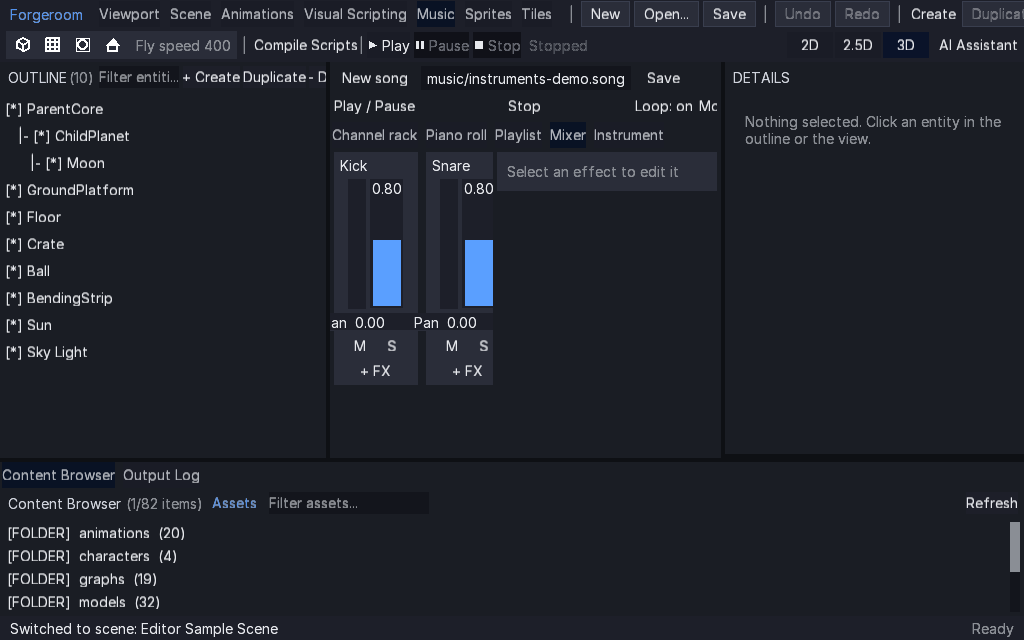 Forgeroom Viewport Scene Animations Visual Scripting Music Sprites Tiles | New Open... Save | Undo Redo | Create Duplicat
Fly speed 400 | Compile Scripts | Play Pause Stop Stopped 2D 2.5D 3D AI Assistant
OUTLINE (10) Filter entiti... + Create Duplicate - D
[*] ParentCore
|- [*] ChildPlanet
|- [*] Moon
[*] GroundPlatform
[*] Floor
[*] Crate
[*] Ball
[*] BendingStrip
[*] Sun
[*] Sky Light
New song music/instruments-demo.song Save
Play / Pause Stop Loop: on Mo
Channel rack Piano roll Playlist Mixer Instrument
Kick Snare Select an effect to edit it
0.80 0.80
an 0.00 Pan 0.00
M S M S
+ FX + FX
DETAILS
Nothing selected. Click an entity in the
outline or the view.
Content Browser Output Log
Content Browser (1/82 items) Assets Filter assets... Refresh
[FOLDER] animations (20)
[FOLDER] characters (4)
[FOLDER] graphs (19)
[FOLDER] models (32)
Switched to scene: Editor Sample Scene Ready